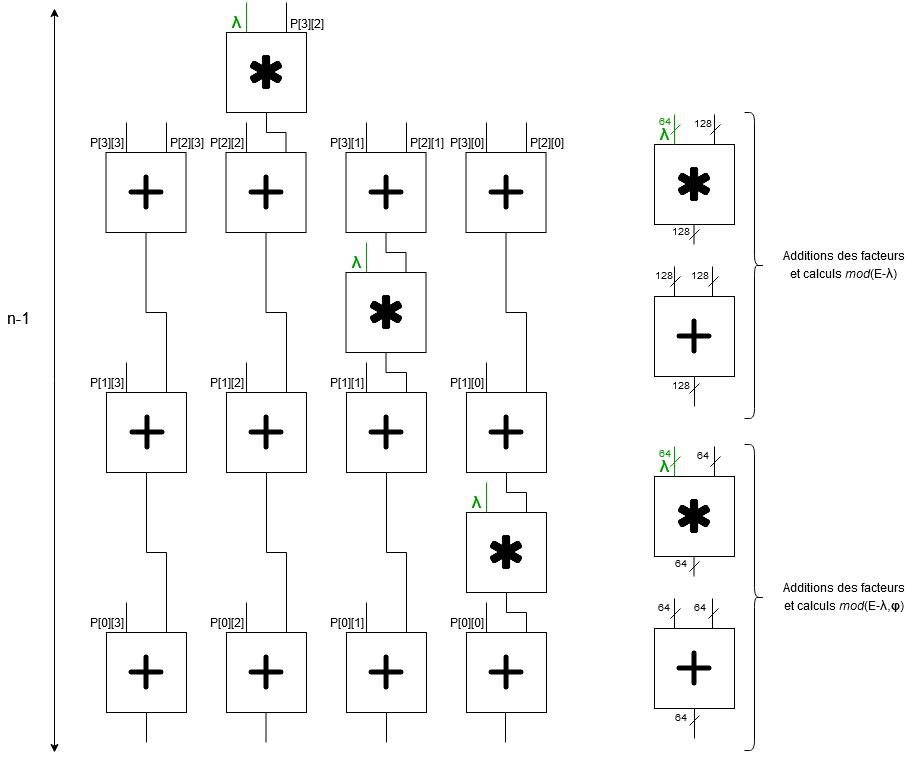 λ P[3][2]
P[3][3] P[2][3] P[2][2] P[3][1] P[2][1] P[3][0] P[2][0]
λ
P[1][3] P[1][2] P[1][1] P[1][0]
λ
P[0][3] P[0][2] P[0][1] P[0][0]
n-1
64 128
λ
128
128 128
128
Additions des facteurs
et calculs mod(E-λ)
64 64
λ
64
64 64
64
Additions des facteurs
et calculs mod(E-λ,φ)